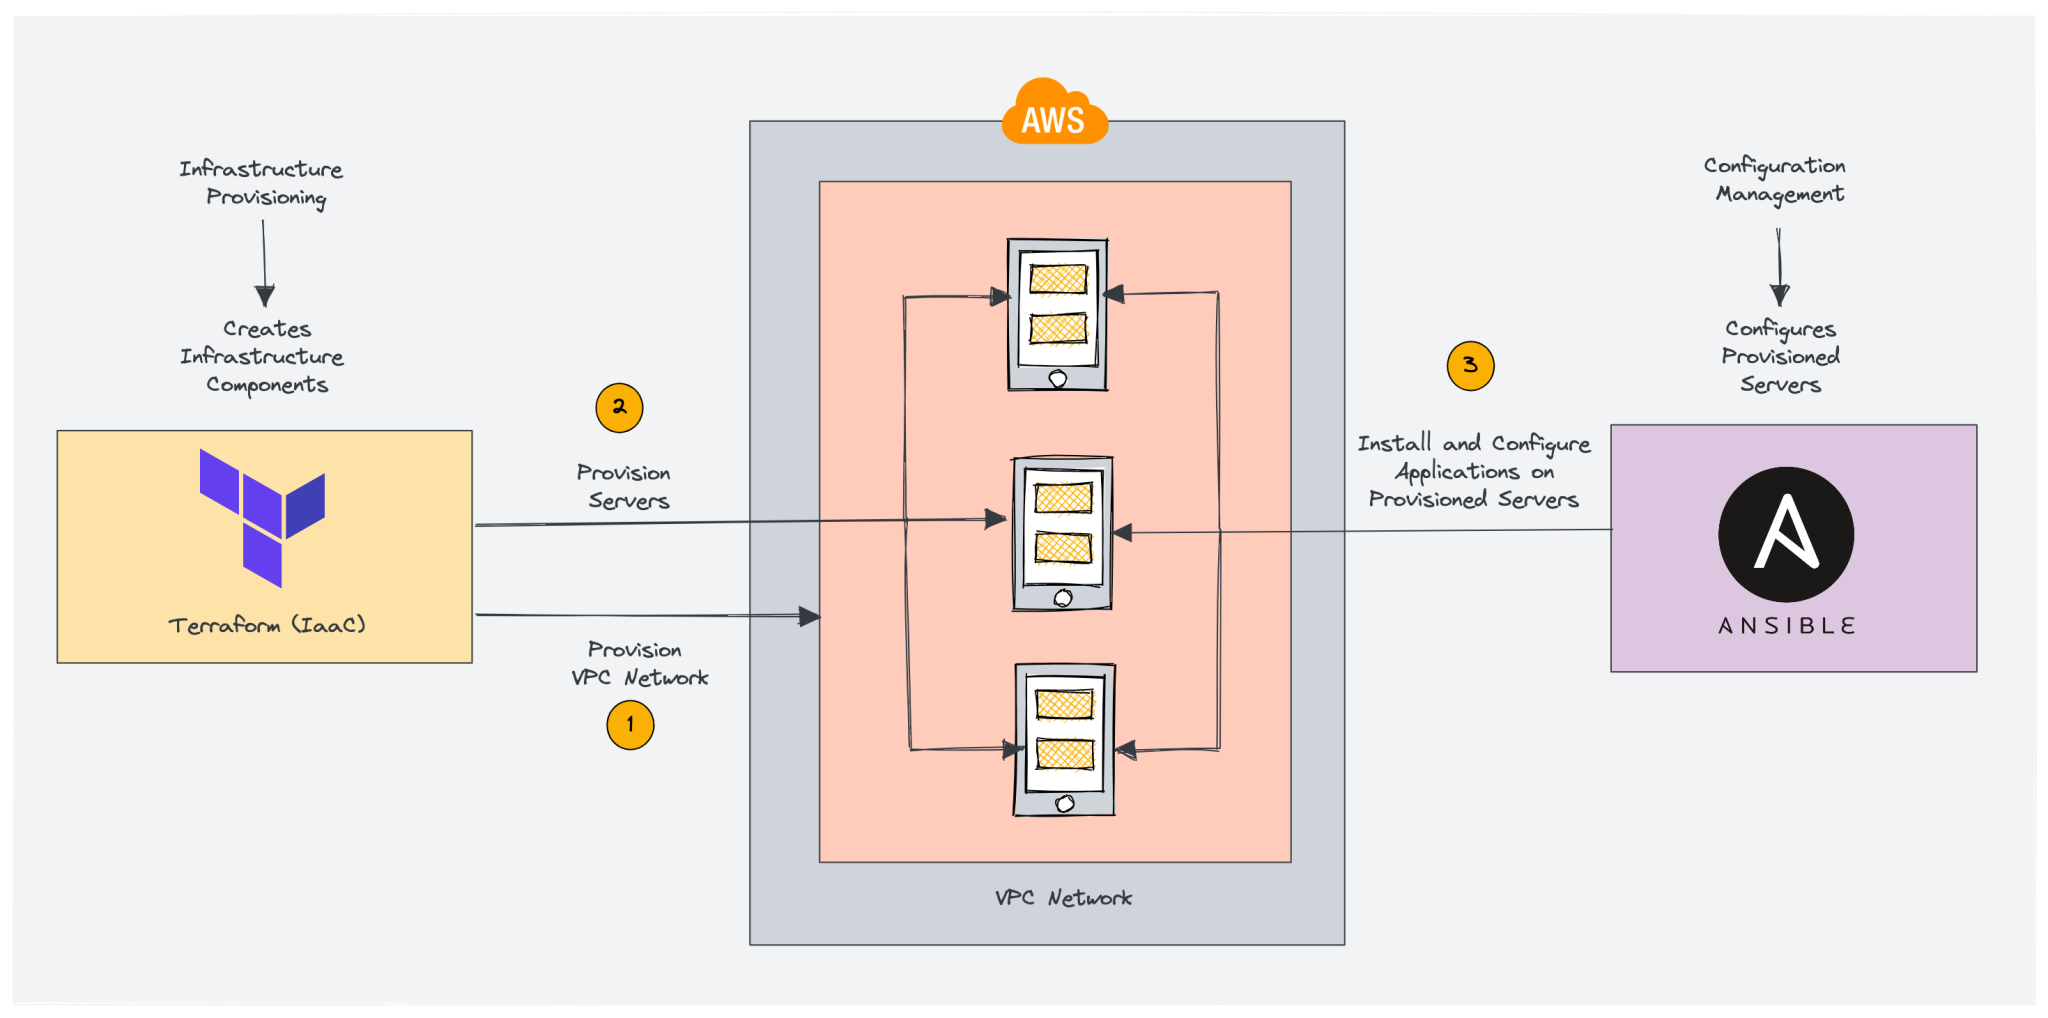 AWS
Infrastructure
Provisioning
Creates
Infrastructure
Components
Terraform (IaaC)
2
Provision
Servers
Provision
VPC Network
1
VPC Network
3
Install and Configure
Applications on
Provisioned Servers
Configuration
Management
Configures
Provisioned
Servers
ANSIBLE